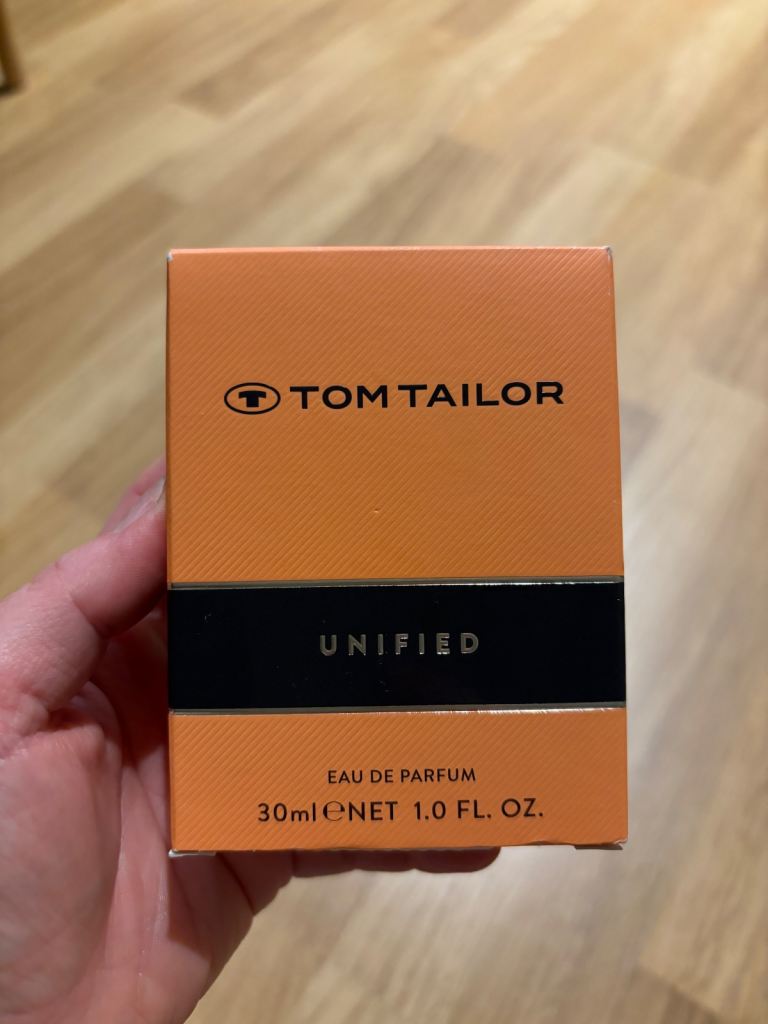 TOM TAILOR
UNIFIED
EAU DE PARFUM
30ml ℮ NET 1.0 FL. OZ.